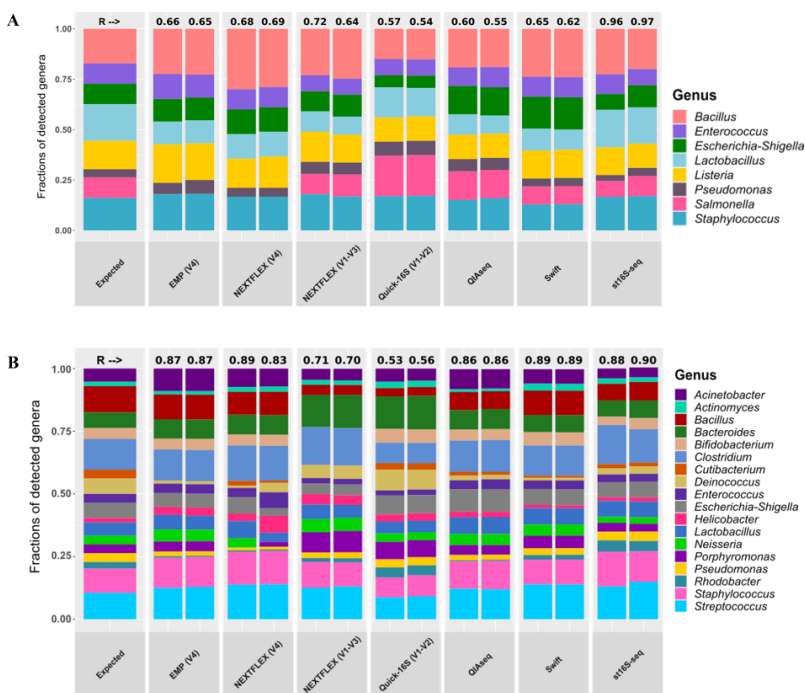 A
R --> 0.66 0.65 0.68 0.69 0.72 0.64 0.57 0.54 0.60 0.55 0.65 0.62 0.96 0.97
Fractions of detected genera
1.00
0.75
0.50
0.25
0.00
Expected
EMP (V4)
NEXTFLEX (V4)
NEXTFLEX (V1-V3)
Quick-16S (V1-V2)
QIAseq
Swift
st16S-seq
Genus
Bacillus
Enterococcus
Escherichia-Shigella
Lactobacillus
Listeria
Pseudomonas
Salmonella
Staphylococcus
B
R --> 0.87 0.87 0.89 0.83 0.71 0.70 0.53 0.56 0.86 0.86 0.89 0.89 0.88 0.90
Fractions of detected genera
1.00
0.75
0.50
0.25
0.00
Expected
EMP (V4)
NEXTFLEX (V4)
NEXTFLEX (V1-V3)
Quick-16S (V1-V2)
QIAseq
Swift
st16S-seq
Genus
Acinetobacter
Actinomyces
Bacillus
Bacteroides
Bifidobacterium
Clostridium
Cutibacterium
Deinococcus
Enterococcus
Escherichia-Shigella
Helicobacter
Lactobacillus
Neisseria
Porphyromonas
Pseudomonas
Rhodobacter
Staphylococcus
Streptococcus